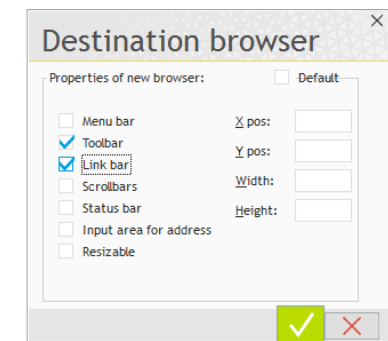 Destination browser
Properties of new browser: Default
Menu bar
Toolbar
Link bar
Scrollbars
Status bar
Input area for address
Resizable
X pos:
Y pos:
Width:
Height: